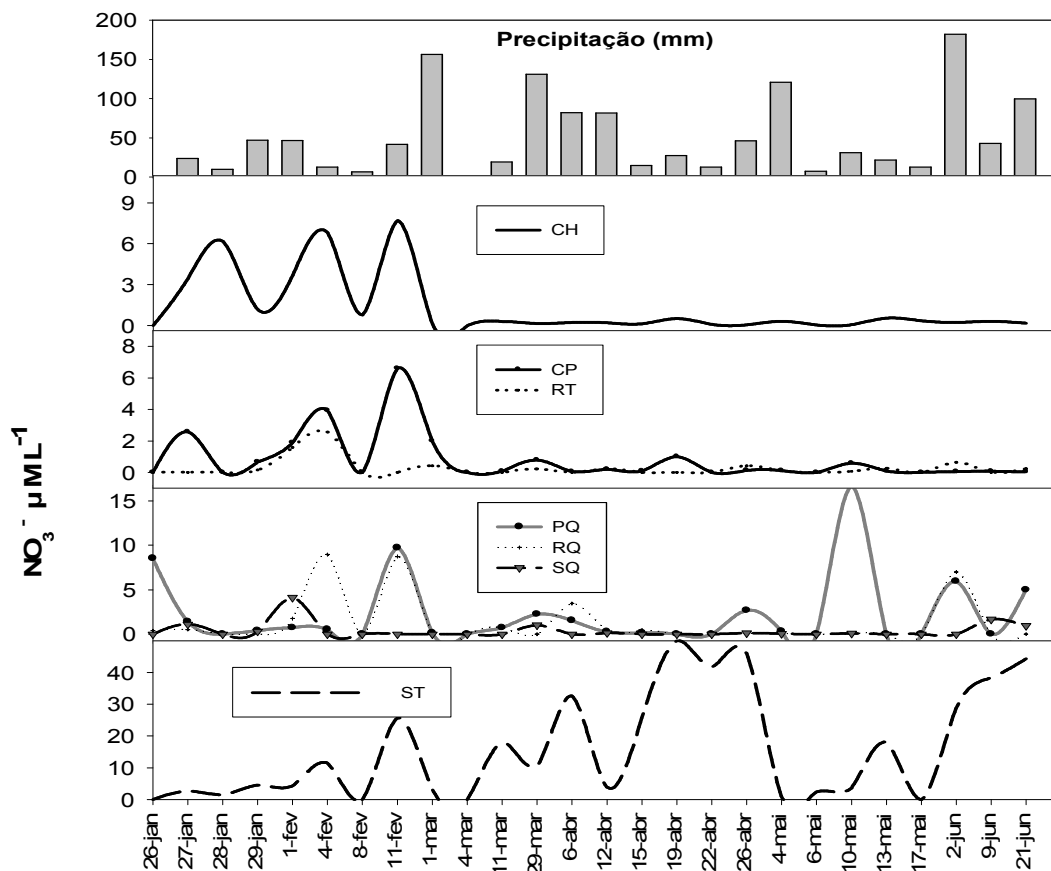 Precipitação (mm)
200
150
100
50
0
9
6
3
0
CH
8
6
4
2
0
CP
RT
15
10
5
0
PQ
RQ
SQ
40
30
20
10
0
ST
NO₃⁻ µML⁻¹
26-jan
27-jan
28-jan
29-jan
1-fev
4-fev
8-fev
11-fev
1-mar
4-mar
11-mar
29-mar
6-abr
12-abr
15-abr
19-abr
22-abr
26-abr
4-mai
6-mai
10-mai
13-mai
17-mai
2-jun
9-jun
21-jun